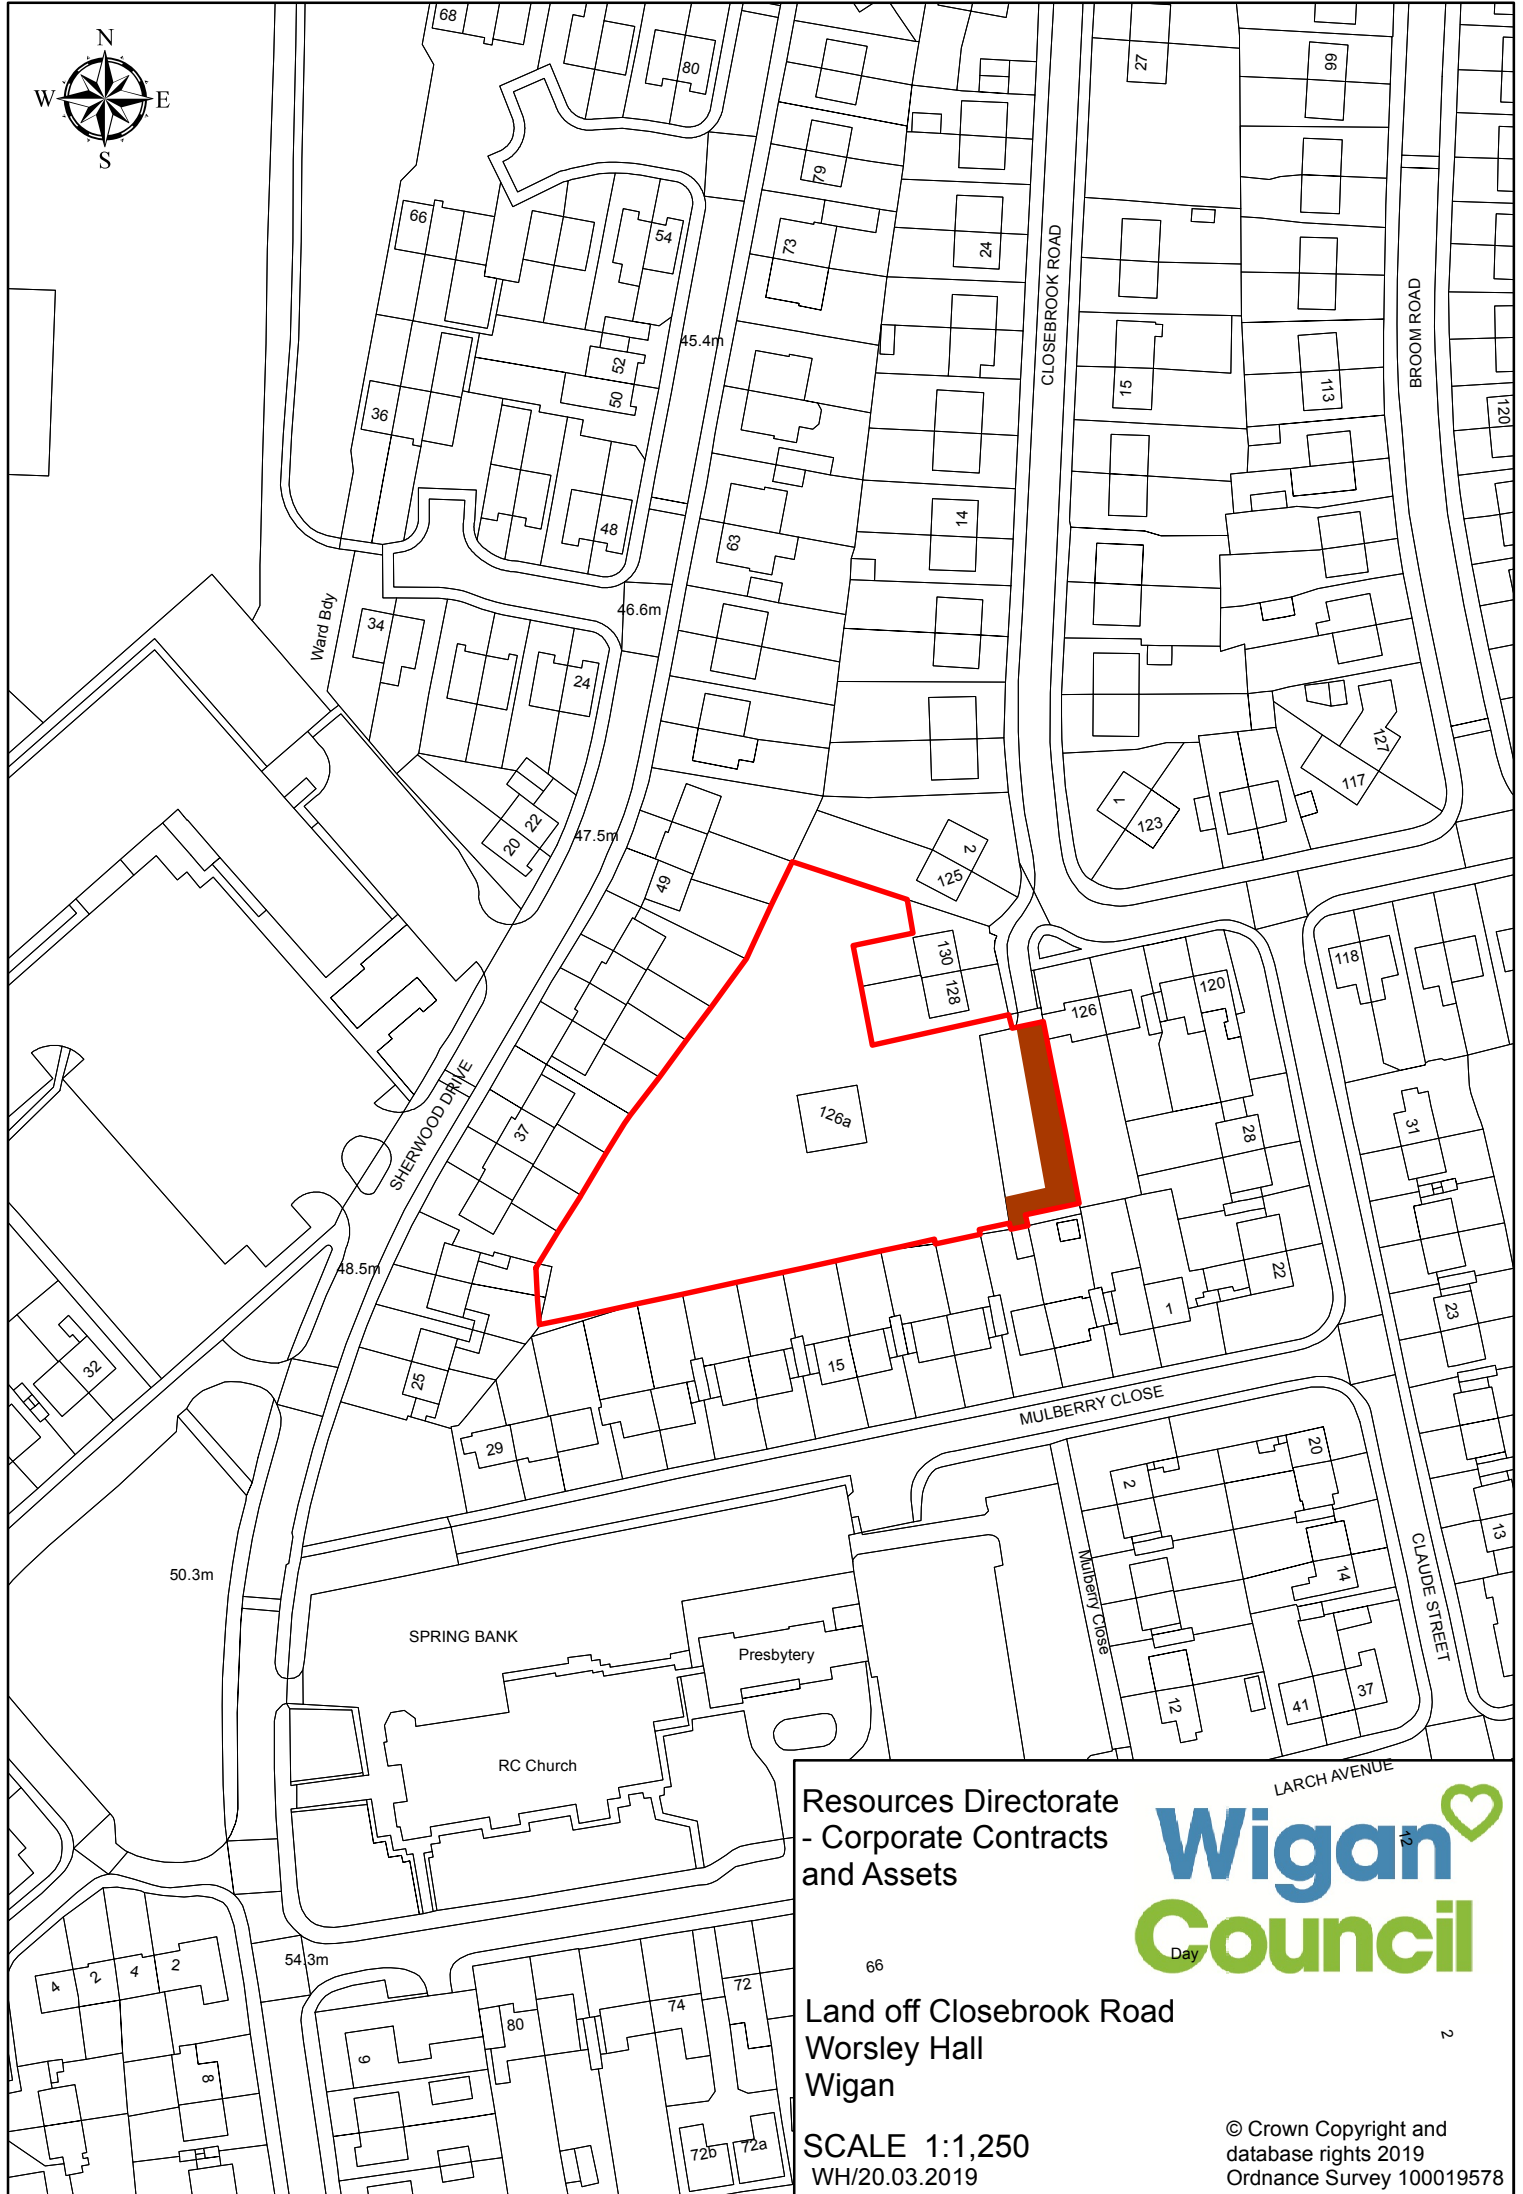 N
W E
S
68
80
27
99
79
66
54
73
24
CLOSEBROOK ROAD
BROOM ROAD
45.4m
52
50
36
15
113
120
14
48
63
46.6m
Ward Bdy
34
24
127
117
1
123
20
22
47.5m
49
2
125
130
128
118
126
120
SHERWOOD DRIVE
37
126a
31
28
48.5m
22
1
23
32
25
15
MULBERRY CLOSE
29
2
20
13
50.3m
Mulberry Close
14
CLAUDE STREET
SPRING BANK
Presbytery
12
41
37
RC Church
LARCH AVENUE
Resources Directorate
- Corporate Contracts
and Assets
Wigan
12
Council
Day
66
54.3m
4
2
4
2
80
74
72
9
8
72b
72a
Land off Closebrook Road
Worsley Hall
Wigan
2
SCALE 1:1,250
WH/20.03.2019
© Crown Copyright and
database rights 2019
Ordnance Survey 100019578